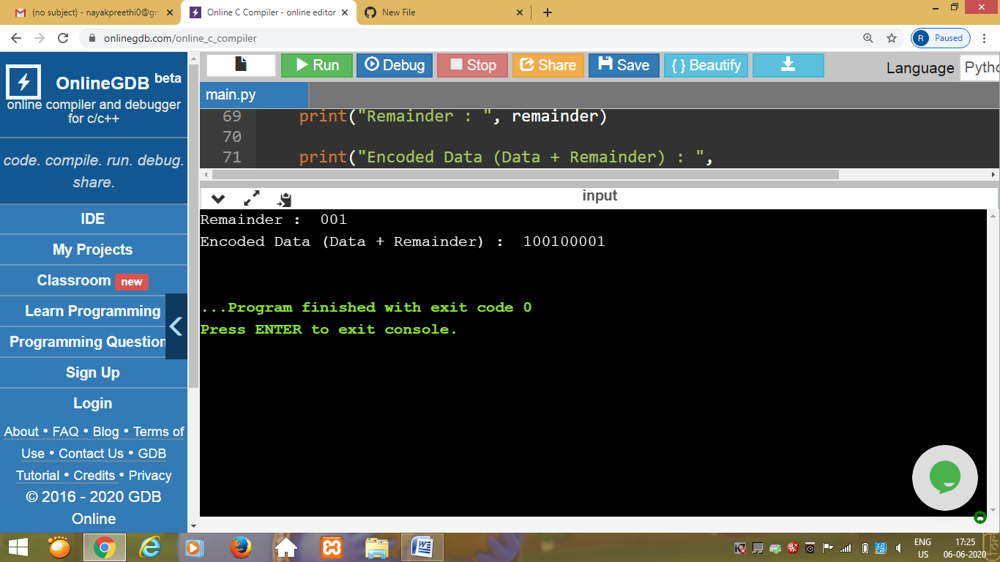 (no subject) - nayakpreethi0@gm
Online C Compiler - online editor
New File
onlinegdb.com/online_c_compiler
R Paused
OnlineGDB beta
online compiler and debugger
for c/c++
code. compile. run. debug.
share.
IDE
My Projects
Classroom new
Learn Programming
Programming Question
Sign Up
Login
About • FAQ • Blog • Terms of
Use • Contact Us • GDB
Tutorial • Credits • Privacy
© 2016 - 2020 GDB
Online
Run Debug Stop Share Save { } Beautify
Language Pytho
main.py
69 print("Remainder : ", remainder)
70
71 print("Encoded Data (Data + Remainder) : ",
input
Remainder :  001
Encoded Data (Data + Remainder) :  100100001
...Program finished with exit code 0
Press ENTER to exit console.
ENG
US
17:25
06-06-2020